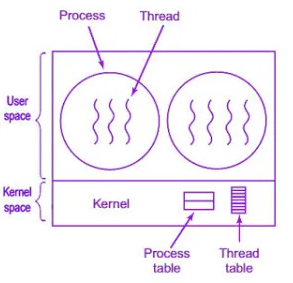 Process
Thread
User
space
Kernel
space
Kernel
Process
table
Thread
table